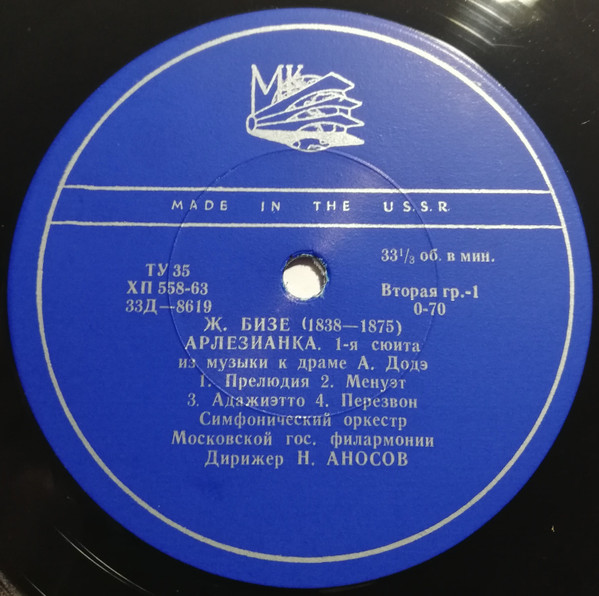 МК
MADE IN THE U.S.S.R.
ТУ 35
ХП 558-63
33Д—8619
33 1/3 об. в мин.
Вторая гр.-1
0-70
Ж. БИЗЕ (1838—1875)
АРЛЕЗИАНКА. 1-я сюита
из музыки к драме А. Додэ
1. Прелюдия 2. Менуэт
3. Адажиэтто 4. Перезвон
Симфонический оркестр
Московской гос. филармонии
Дирижер Н. АНОСОВ